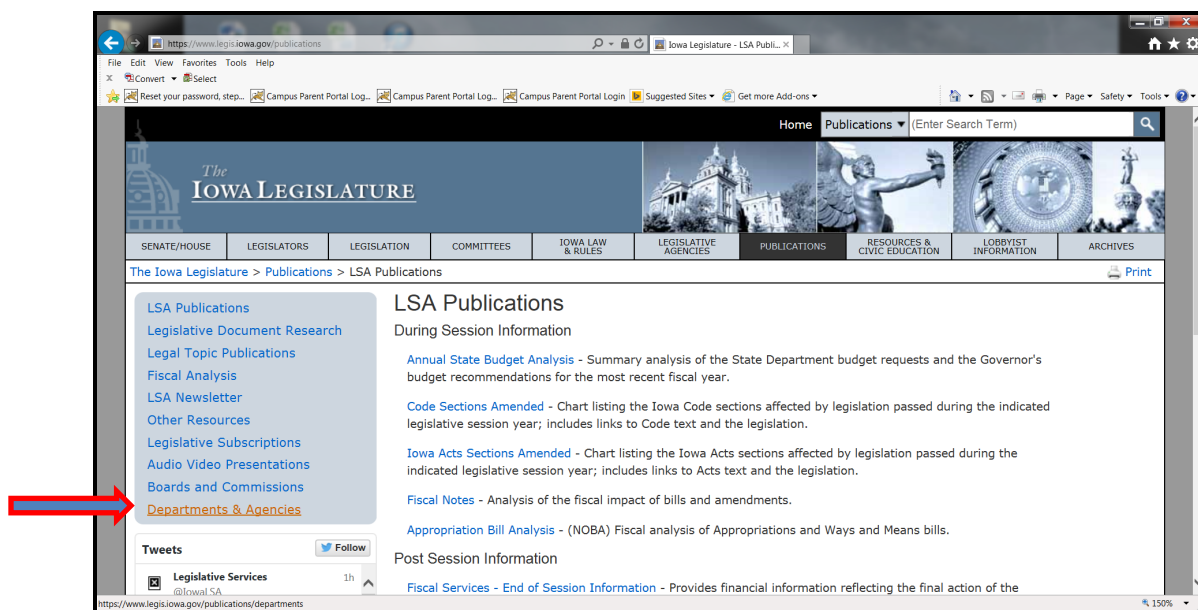 https://www.legis.iowa.gov/publications
Iowa Legislature - LSA Publi... ×
File Edit View Favorites Tools Help
x Convert Select
Reset your password, step... Campus Parent Portal Log... Campus Parent Portal Log... Campus Parent Portal Login Suggested Sites Get more Add-ons
Page Safety Tools
Home Publications (Enter Search Term)
The
IOWA LEGISLATURE
SENATE/HOUSE LEGISLATORS LEGISLATION COMMITTEES IOWA LAW & RULES LEGISLATIVE AGENCIES PUBLICATIONS RESOURCES & CIVIC EDUCATION LOBBYIST INFORMATION ARCHIVES
The Iowa Legislature > Publications > LSA Publications Print
LSA Publications
Legislative Document Research
Legal Topic Publications
Fiscal Analysis
LSA Newsletter
Other Resources
Legislative Subscriptions
Audio Video Presentations
Boards and Commissions
Departments & Agencies
Tweets Follow
Legislative Services 1h
@IowaLSA
LSA Publications
During Session Information
Annual State Budget Analysis - Summary analysis of the State Department budget requests and the Governor's
budget recommendations for the most recent fiscal year.
Code Sections Amended - Chart listing the Iowa Code sections affected by legislation passed during the indicated
legislative session year; includes links to Code text and the legislation.
Iowa Acts Sections Amended - Chart listing the Iowa Acts sections affected by legislation passed during the
indicated legislative session year; includes links to Acts text and the legislation.
Fiscal Notes - Analysis of the fiscal impact of bills and amendments.
Appropriation Bill Analysis - (NOBA) Fiscal analysis of Appropriations and Ways and Means bills.
Post Session Information
Fiscal Services - End of Session Information - Provides financial information reflecting the final action of the
https://www.legis.iowa.gov/publications/departments
150%